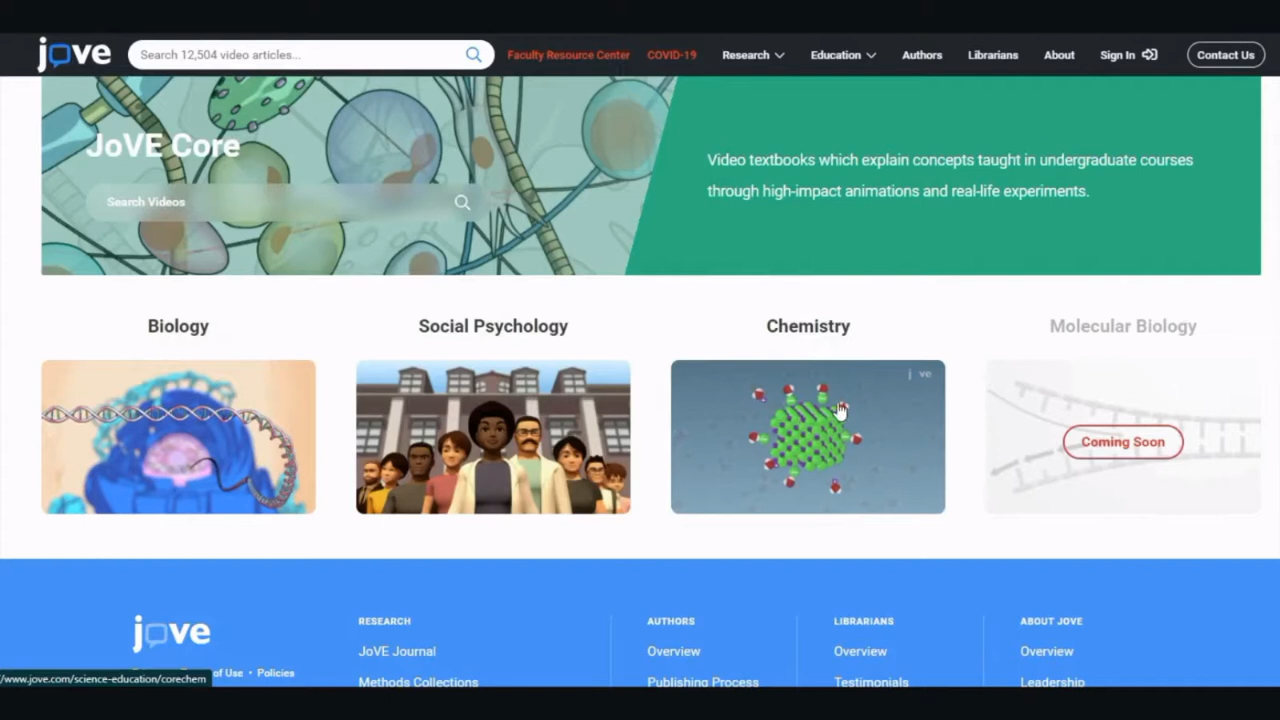 jove
Search 12,504 video articles...
Faculty Resource Center
COVID-19
Research
Education
Authors
Librarians
About
Sign In
Contact Us
JoVE Core
Search Videos
Video textbooks which explain concepts taught in undergraduate courses
through high-impact animations and real-life experiments.
Biology
Social Psychology
Chemistry
Molecular Biology
j ve
Coming Soon
jove
of Use • Policies
RESEARCH
JoVE Journal
Methods Collections
AUTHORS
Overview
Publishing Process
LIBRARIANS
Overview
Testimonials
ABOUT JOVE
Overview
Leadership
/www.jove.com/science-education/corechem